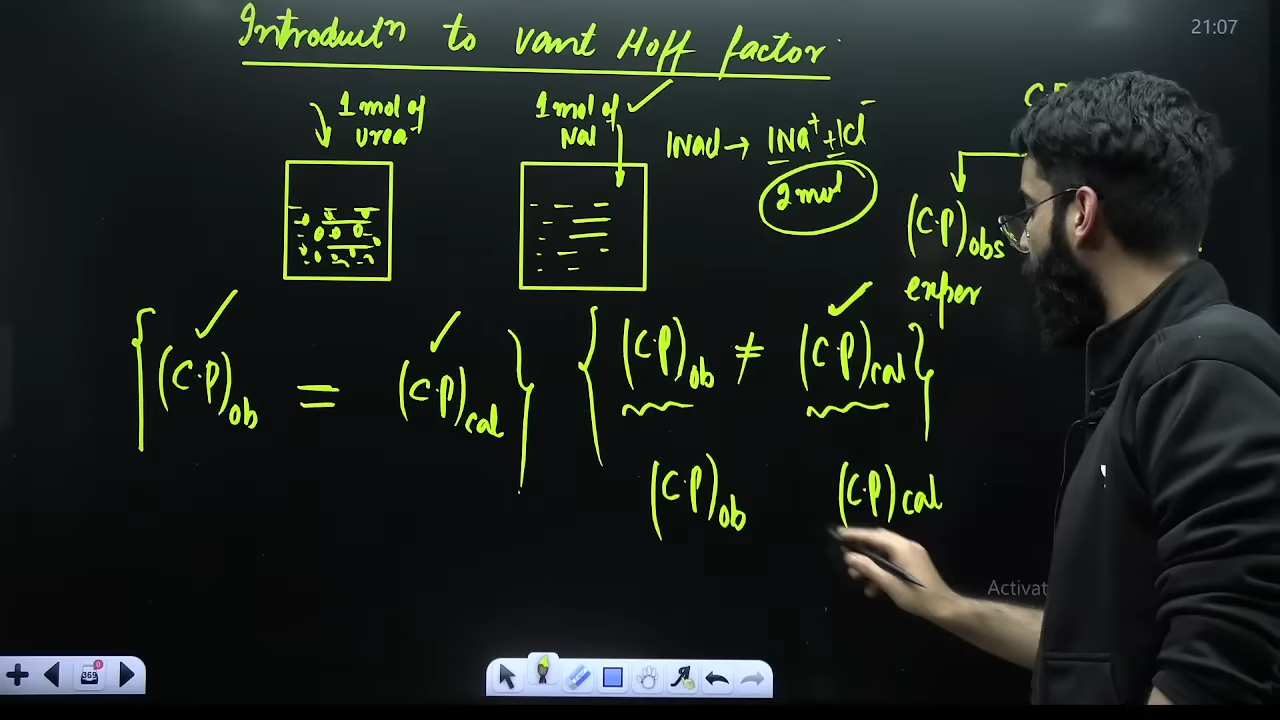 Introductⁿ to vant Hoff factor
21:07
1 mol of
urea
1 mol of
Nacl
1Nacl → 1Na⁺ + 1Cl⁻
2 mol
(C.P)obs
exper
{(C.P)ob = (C.P)cal}
{(C.P)ob ≠ (C.P)cal}
(C.P)ob (C.P)cal
Activat
369